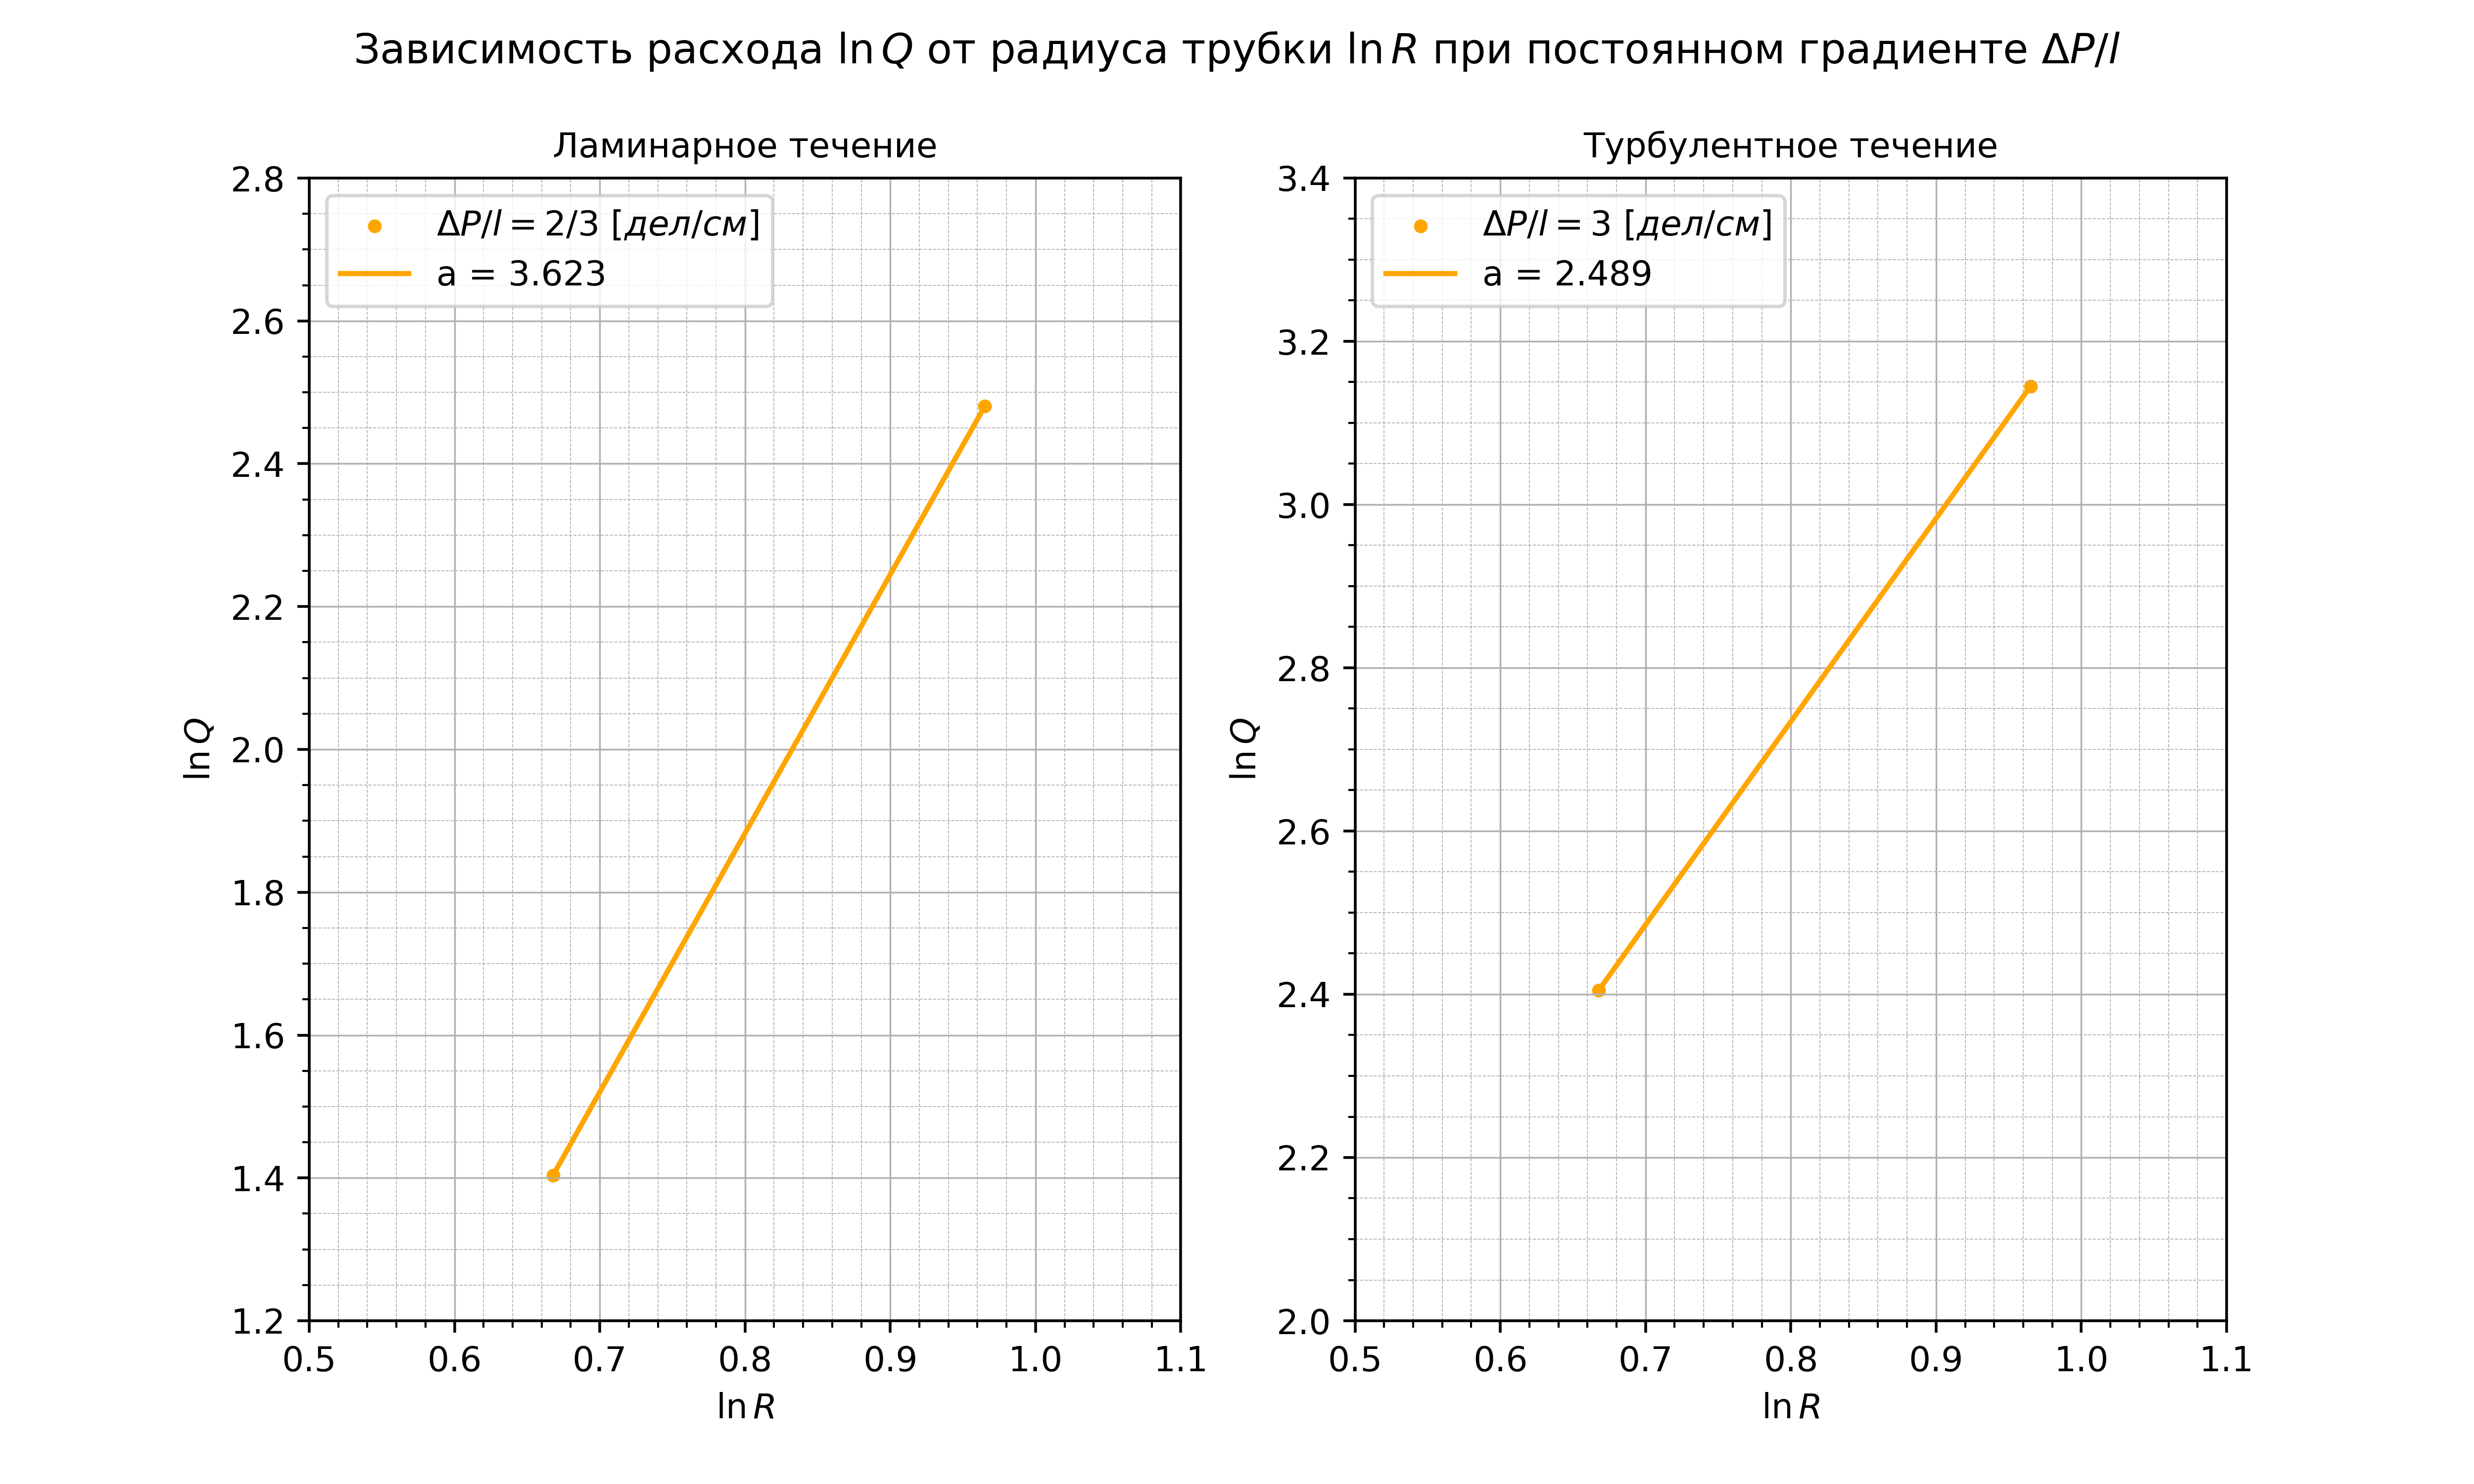 Зависимость расхода ln Q от радиуса трубки ln R при постоянном градиенте ΔP/l
Ламинарное течение
2.8
2.6
2.4
2.2
2.0
1.8
1.6
1.4
1.2
ln Q
ΔP/l = 2/3 [дел/см]
a = 3.623
0.5 0.6 0.7 0.8 0.9 1.0 1.1
ln R
Турбулентное течение
3.4
3.2
3.0
2.8
2.6
2.4
2.2
2.0
ln Q
ΔP/l = 3 [дел/см]
a = 2.489
0.5 0.6 0.7 0.8 0.9 1.0 1.1
ln R